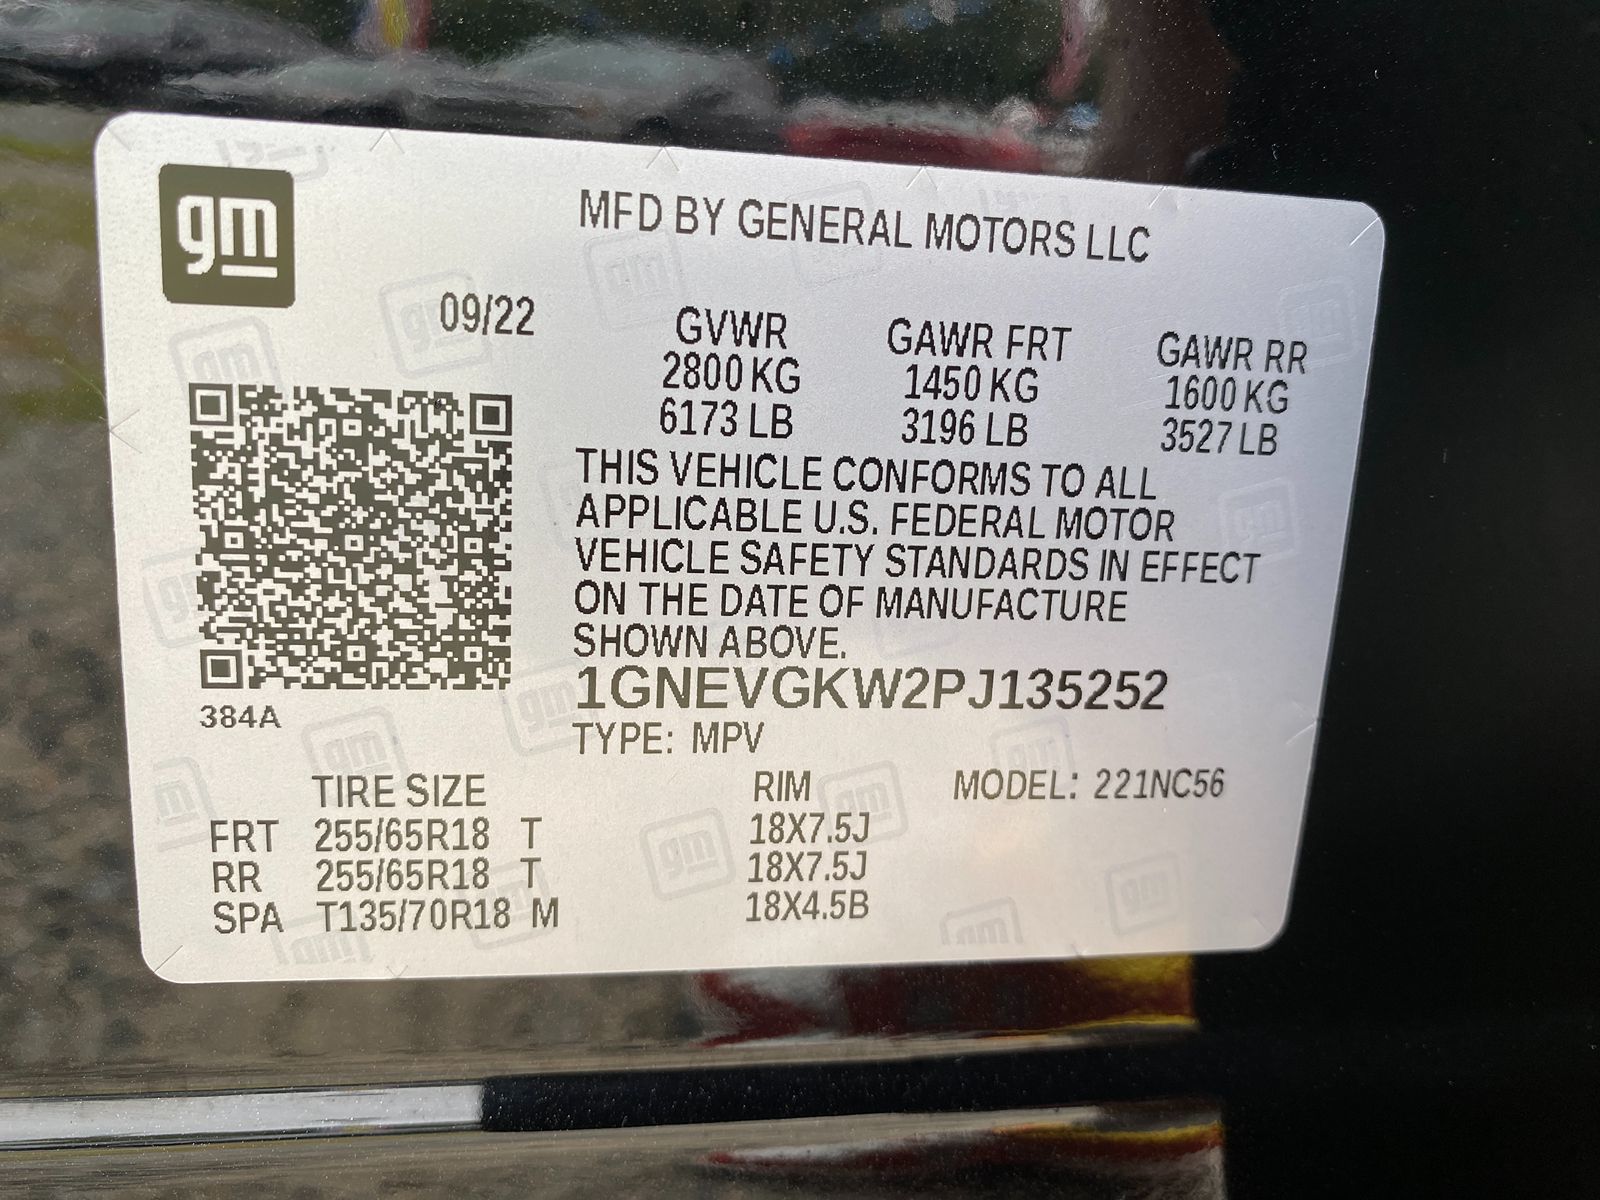 gm
MFD BY GENERAL MOTORS LLC
09/22
GVWR GAWR FRT GAWR RR
2800 KG 1450 KG 1600 KG
6173 LB 3196 LB 3527 LB
THIS VEHICLE CONFORMS TO ALL
APPLICABLE U.S. FEDERAL MOTOR
VEHICLE SAFETY STANDARDS IN EFFECT
ON THE DATE OF MANUFACTURE
SHOWN ABOVE.
1GNEVGKW2PJ135252
384A
TYPE: MPV
TIRE SIZE RIM MODEL: 221NC56
FRT 255/65R18 T 18X7.5J
RR 255/65R18 T 18X7.5J
SPA T135/70R18 M 18X4.5B